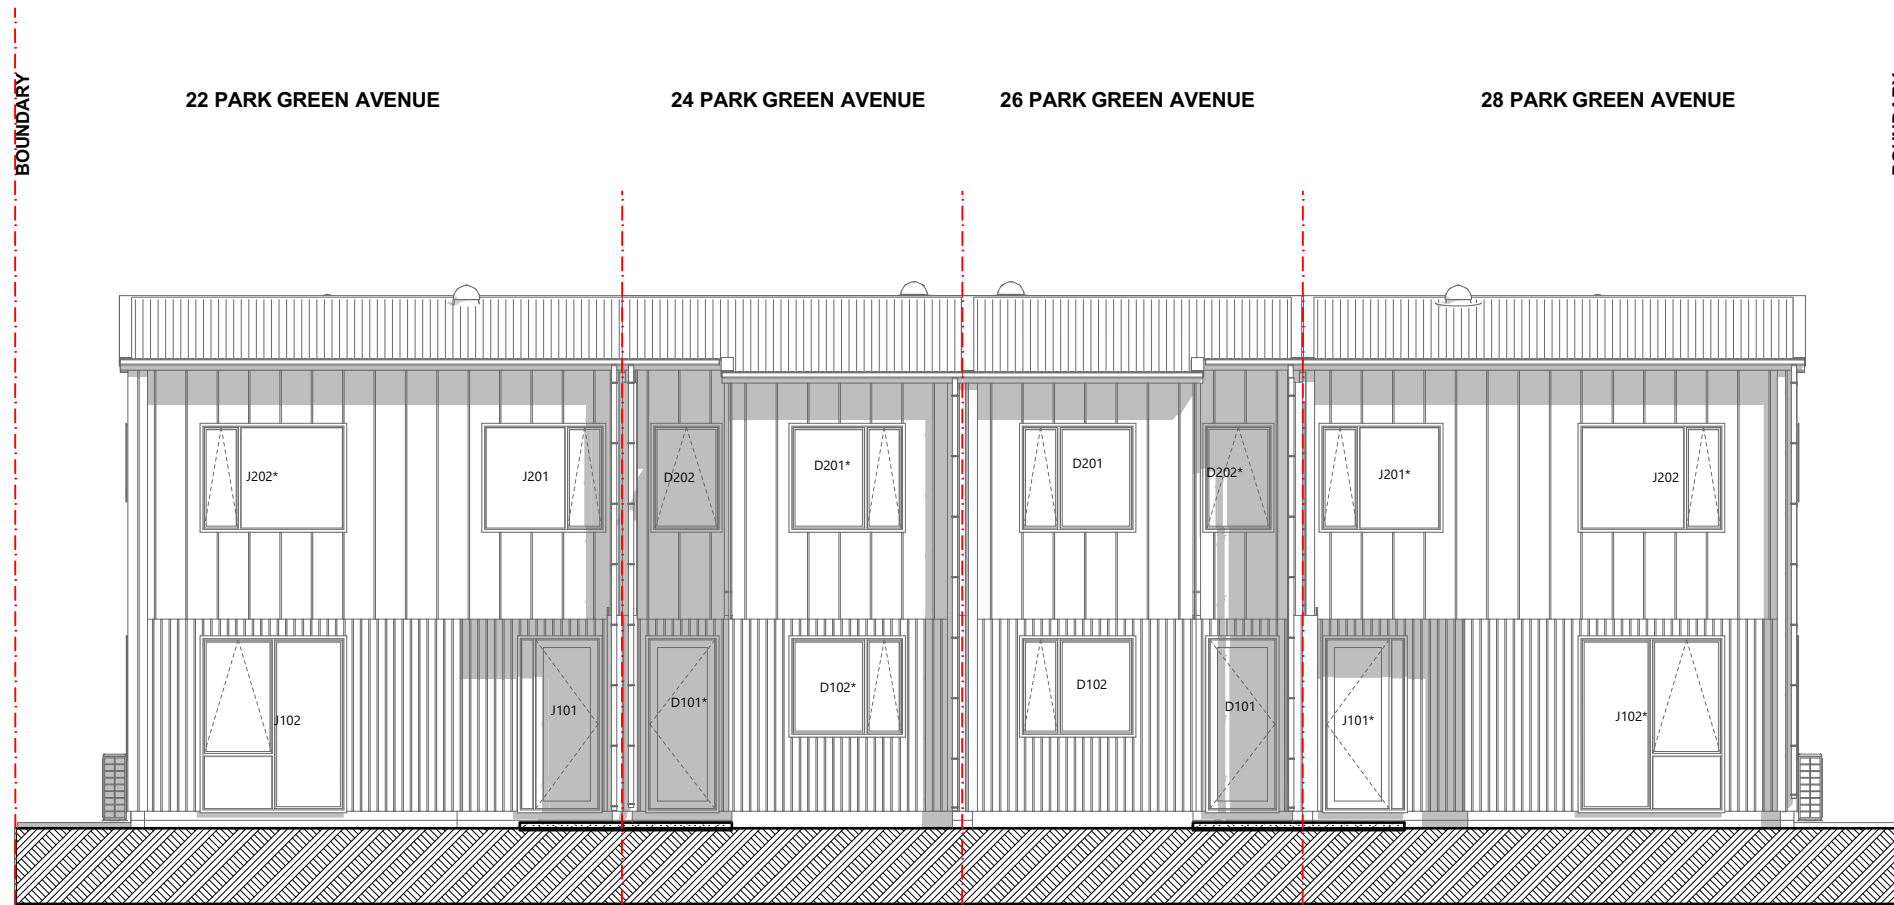 BOUNDARY
22 PARK GREEN AVENUE
24 PARK GREEN AVENUE
26 PARK GREEN AVENUE
28 PARK GREEN AVENUE
J202*
J201
D202
D201*
D201
D202*
J201*
J202
J102
J101
D101*
D102*
D102
D101
J101*
J102*